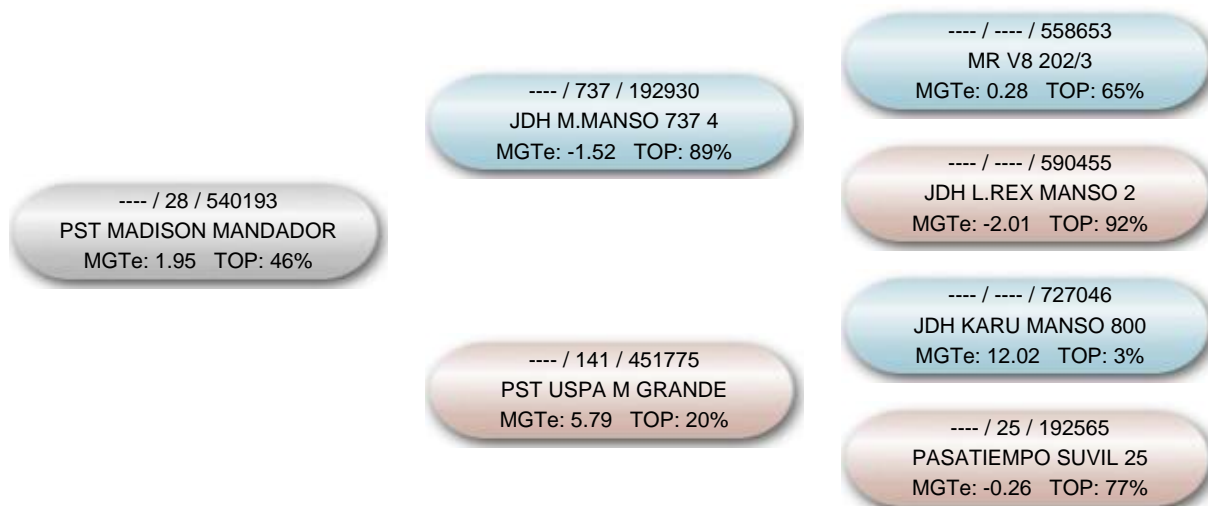 ---- / 28 / 540193
PST MADISON MANDADOR
MGTe: 1.95 TOP: 46%
---- / 737 / 192930
JDH M.MANSO 737 4
MGTe: -1.52 TOP: 89%
---- / 141 / 451775
PST USPA M GRANDE
MGTe: 5.79 TOP: 20%
---- / ---- / 558653
MR V8 202/3
MGTe: 0.28 TOP: 65%
---- / ---- / 590455
JDH L.REX MANSO 2
MGTe: -2.01 TOP: 92%
---- / ---- / 727046
JDH KARU MANSO 800
MGTe: 12.02 TOP: 3%
---- / 25 / 192565
PASATIEMPO SUVIL 25
MGTe: -0.26 TOP: 77%